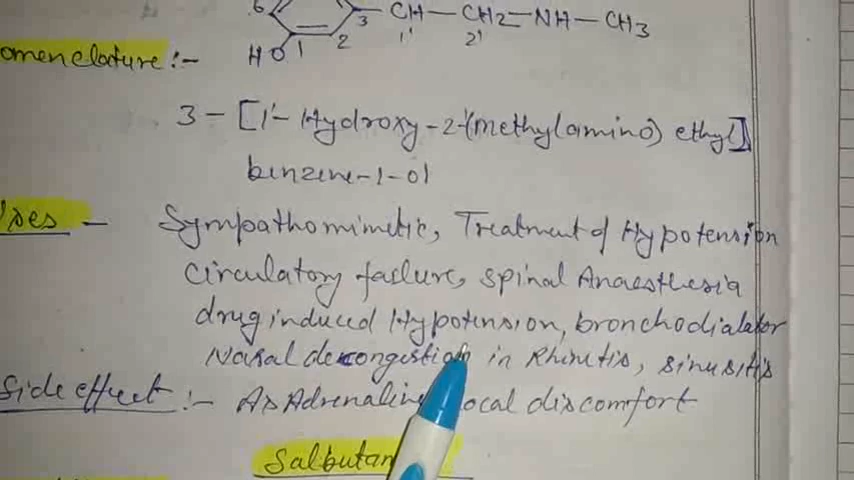 6 3 CH - CH2 - NH - CH3
HO 1 2 1' 2'
omenclature :-
3 - [1'- Hydroxy-2-(methylamino) ethyl]
benzene-1-ol
Uses - Sympathomimetic, Treatment of Hypotension
Circulatory failure, spinal Anaesthesia
drug induced Hypotension, bronchodialator
Nasal decongestion in Rhinitis, sinusitis
Side effect :- As Adrenaline, local discomfort
Salbutam